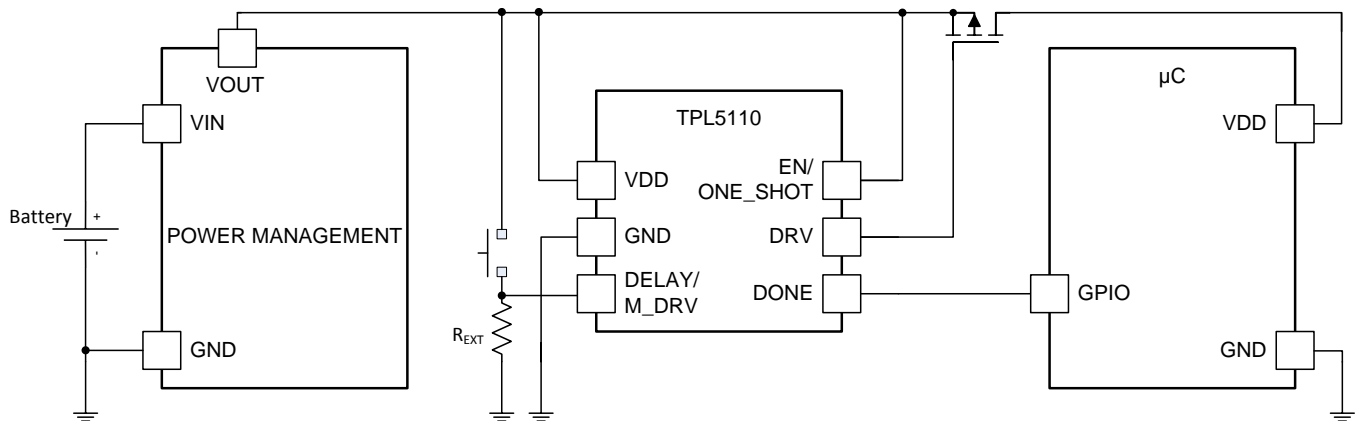 VOUT
VIN
POWER MANAGEMENT
GND
Battery
+
-
R_EXT
TPL5110
VDD
GND
DELAY/
M_DRV
EN/
ONE_SHOT
DRV
DONE
µC
VDD
GPIO
GND